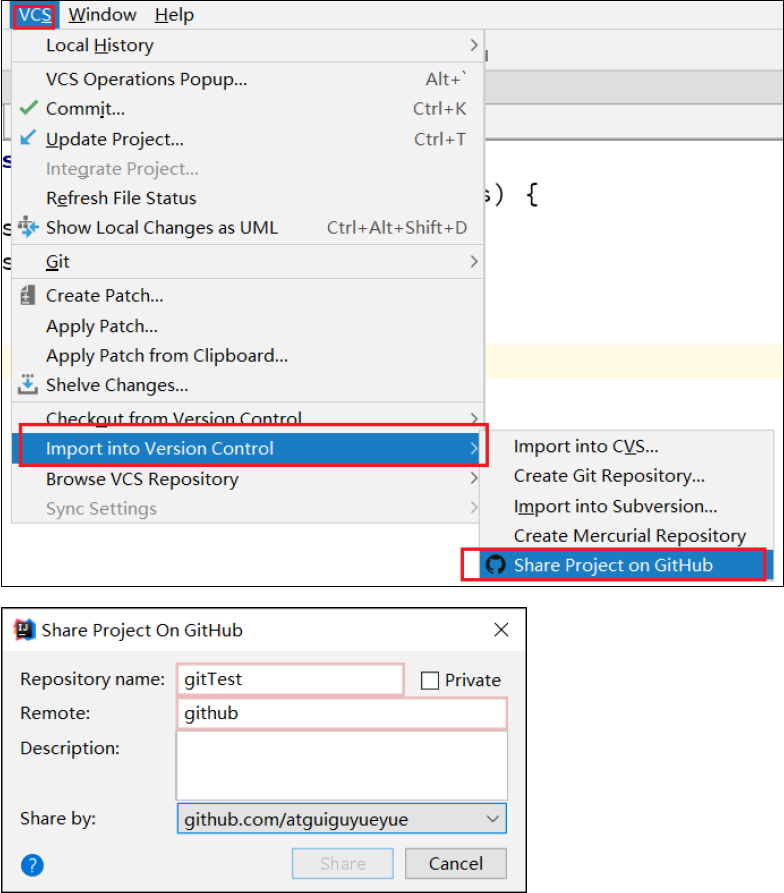 VCS Window Help
Local History
VCS Operations Popup... Alt+`
Commit... Ctrl+K
Update Project... Ctrl+T
Integrate Project...
Refresh File Status
s) {
Show Local Changes as UML Ctrl+Alt+Shift+D
Git
Create Patch...
Apply Patch...
Apply Patch from Clipboard...
Shelve Changes...
Checkout from Version Control
Import into Version Control
Import into CVS...
Browse VCS Repository
Create Git Repository...
Sync Settings
Import into Subversion...
Create Mercurial Repository
Share Project on GitHub
Share Project On GitHub
Repository name: gitTest Private
Remote: github
Description:
Share by: github.com/atguiguyueyue
? Share Cancel